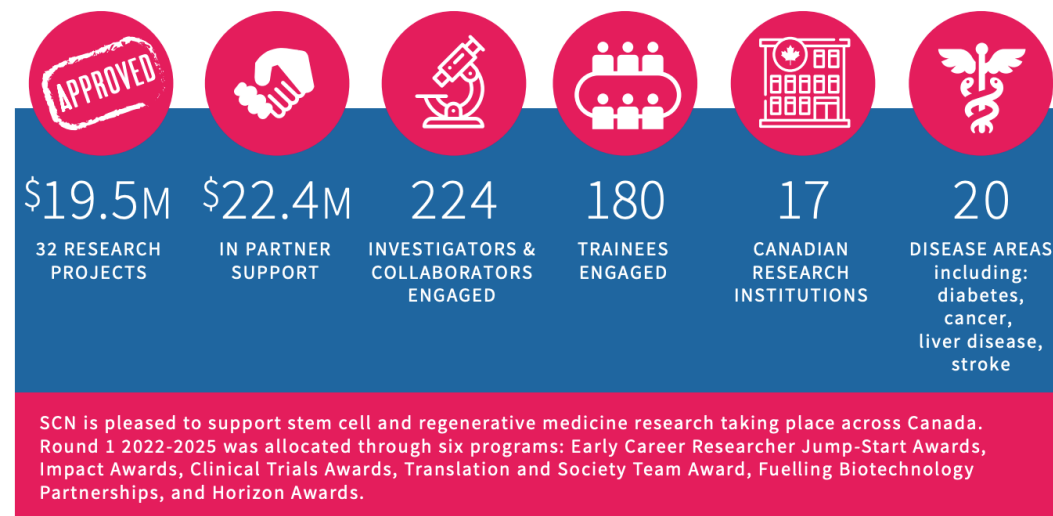 APPROVED
$19.5M
32 RESEARCH
PROJECTS
$22.4M
IN PARTNER
SUPPORT
224
INVESTIGATORS &
COLLABORATORS
ENGAGED
180
TRAINEES
ENGAGED
17
CANADIAN
RESEARCH
INSTITUTIONS
20
DISEASE AREAS
including:
diabetes,
cancer,
liver disease,
stroke
SCN is pleased to support stem cell and regenerative medicine research taking place across Canada.
Round 1 2022-2025 was allocated through six programs: Early Career Researcher Jump-Start Awards,
Impact Awards, Clinical Trials Awards, Translation and Society Team Award, Fuelling Biotechnology
Partnerships, and Horizon Awards.